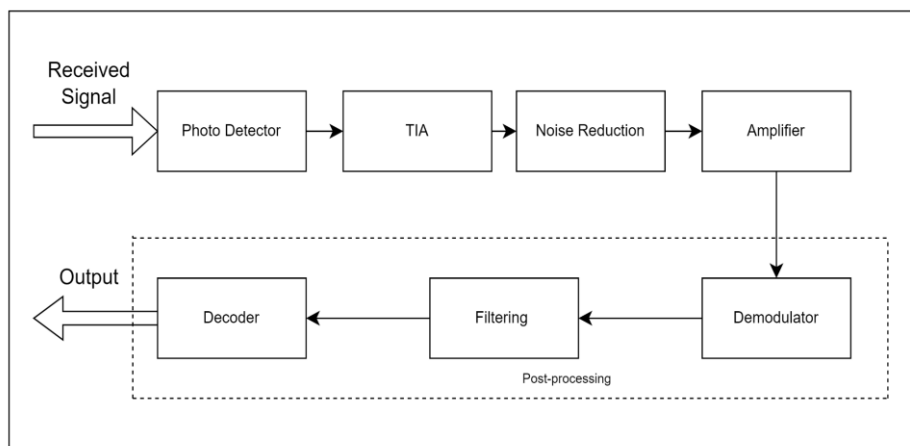 Received
Signal
Photo Detector
TIA
Noise Reduction
Amplifier
Output
Decoder
Filtering
Demodulator
Post-processing